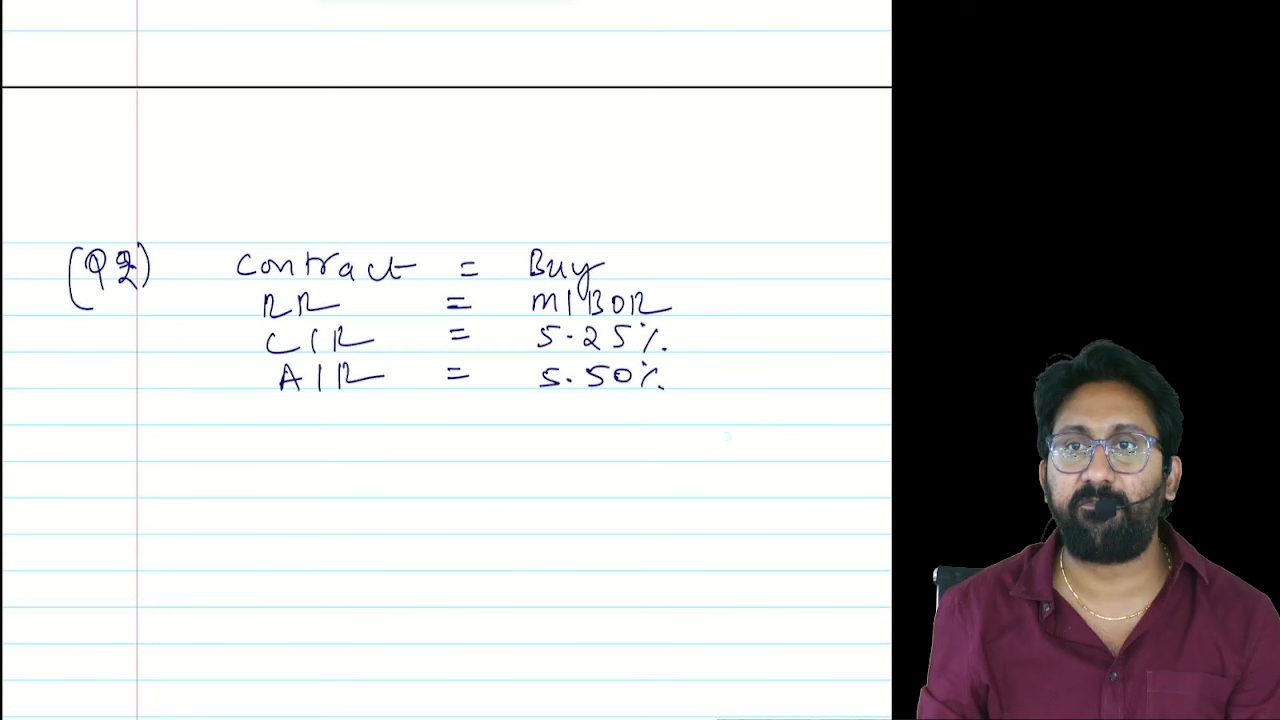 (Q2) Contract = Buy
RR = MIBOR
CIR = 5.25%
AIR = 5.50%